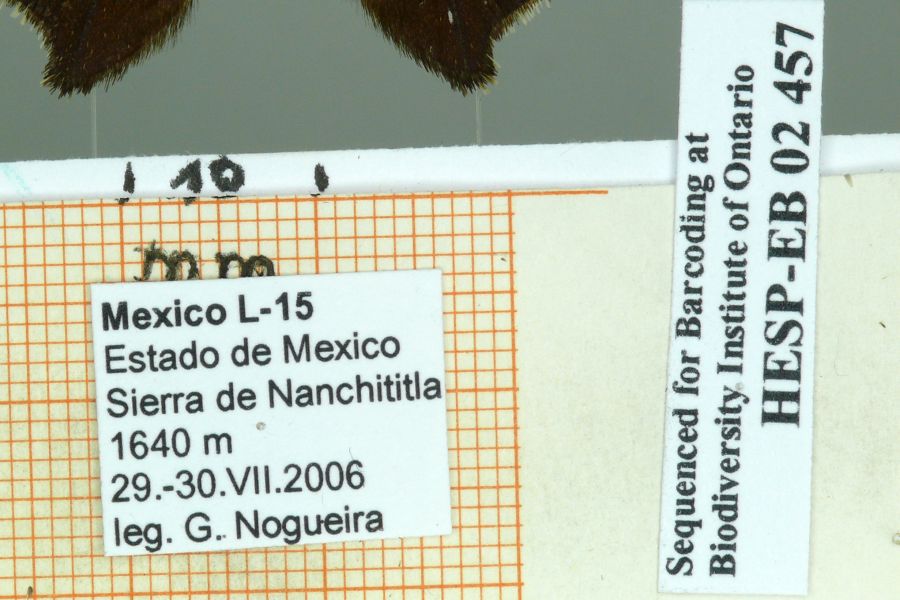 10
mm
Mexico L-15
Estado de Mexico
Sierra de Nanchititla
1640 m
29.-30.VII.2006
leg. G. Nogueira
Sequenced for Barcoding at
Biodiversity Institute of Ontario
HESP-EB 02 457